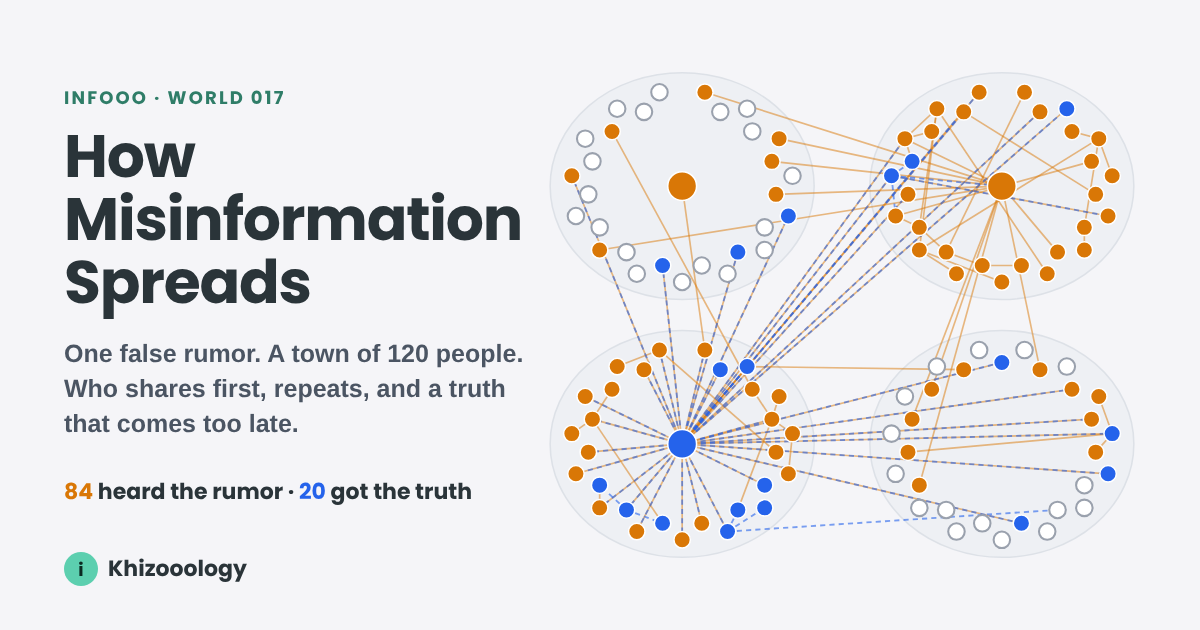 INFOOO · WORLD 017
How
Misinformation
Spreads
One false rumor. A town of 120 people.
Who shares first, repeats, and a truth
that comes too late.
84 heard the rumor · 20 got the truth
i Khizooology